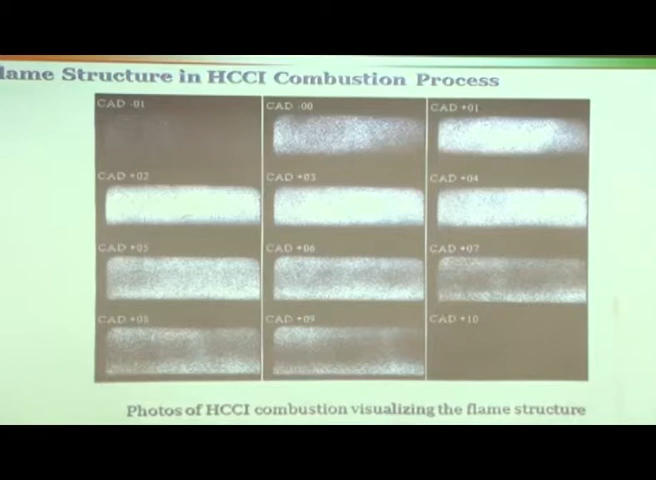 lame Structure in HCCI Combustion Process
CAD -01 CAD -00 CAD +01
CAD +02 CAD +03 CAD +04
CAD +05 CAD +06 CAD +07
CAD +08 CAD +09 CAD +10
Photos of HCCI combustion visualizing the flame structure